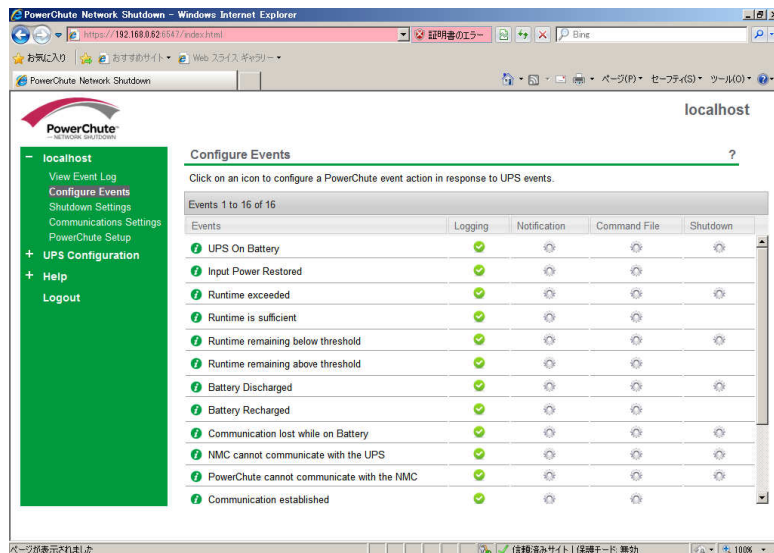 PowerChute Network Shutdown - Windows Internet Explorer
https://192.168.0.62:6547/index.html 証明書のエラー Bing
お気に入り おすすめサイト Web スライス ギャラリー
PowerChute Network Shutdown ページ(P) セーフティ(S) ツール(O)
localhost
PowerChute
NETWORK SHUTDOWN
− localhost
View Event Log
Configure Events
Shutdown Settings
Communications Settings
PowerChute Setup
+ UPS Configuration
+ Help
Logout
Configure Events ?
Click on an icon to configure a PowerChute event action in response to UPS events.
Events 1 to 16 of 16
Events Logging Notification Command File Shutdown
UPS On Battery
Input Power Restored
Runtime exceeded
Runtime is sufficient
Runtime remaining below threshold
Runtime remaining above threshold
Battery Discharged
Battery Recharged
Communication lost while on Battery
NMC cannot communicate with the UPS
PowerChute cannot communicate with the NMC
Communication established
ページが表示されました 信頼済みサイト | 保護モード: 無効 100%